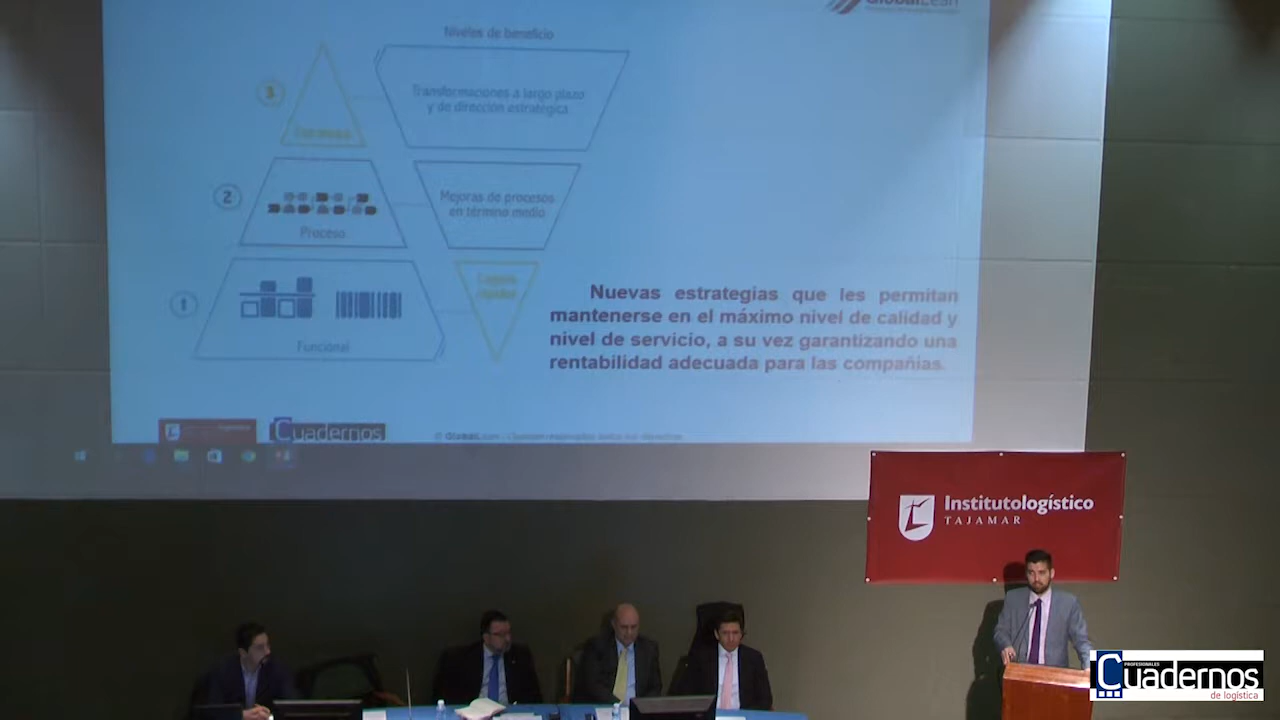 GlobalLean
Niveles de beneficio
3
Transformaciones a largo plazo
y de dirección estratégica
2
Mejoras de procesos
en término medio
Proceso
1
Funcional
Nuevas estrategias que les permitan
mantenerse en el máximo nivel de calidad y
nivel de servicio, a su vez garantizando una
rentabilidad adecuada para las compañias.
Cuadernos
Institutologístico
TAJAMAR
PROFESIONALES
Cuadernos
de logística